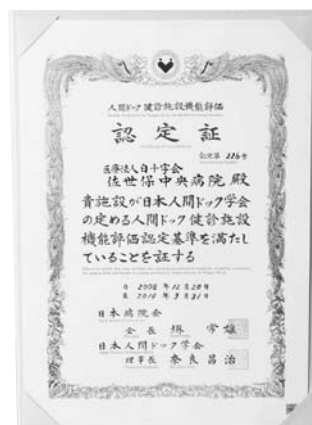 人間ドック健診施設機能評価
認定証
認定第 226号
医療法人白十字会
佐世保中央病院 殿
貴施設が日本人間ドック学会
の定める人間ドック健診施設
機能評価認定基準を満たし
ていることを証する
自 2008年12月20日
至 2014年3月31日
日本病院会
会長 常雄
日本人間ドック学会
理事長 奈良昌治